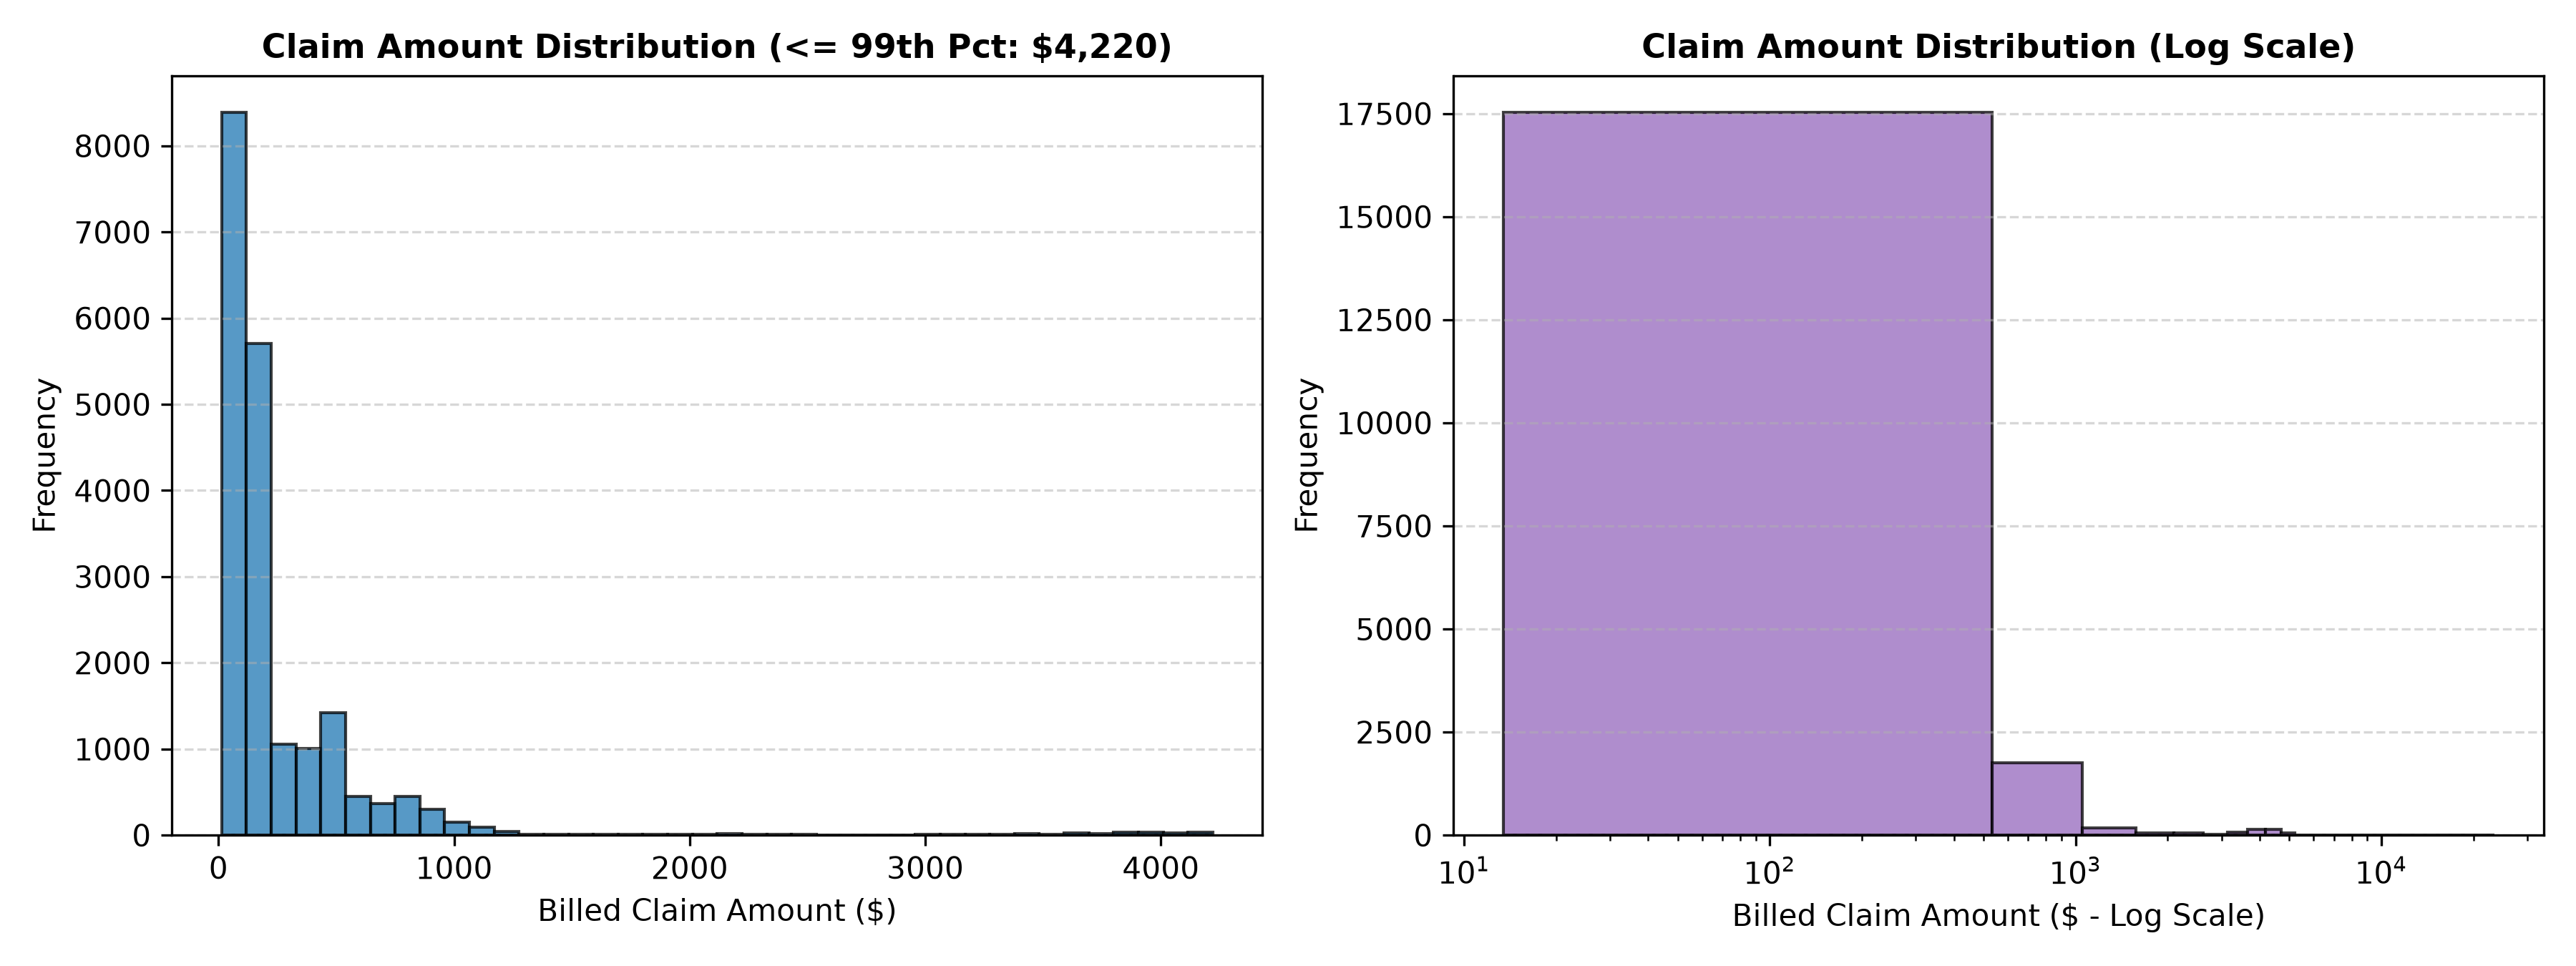 Claim Amount Distribution (<= 99th Pct: $4,220)
Frequency
8000
7000
6000
5000
4000
3000
2000
1000
0
0 1000 2000 3000 4000
Billed Claim Amount ($)
Claim Amount Distribution (Log Scale)
Frequency
17500
15000
12500
10000
7500
5000
2500
0
10¹ 10² 10³ 10⁴
Billed Claim Amount ($ - Log Scale)